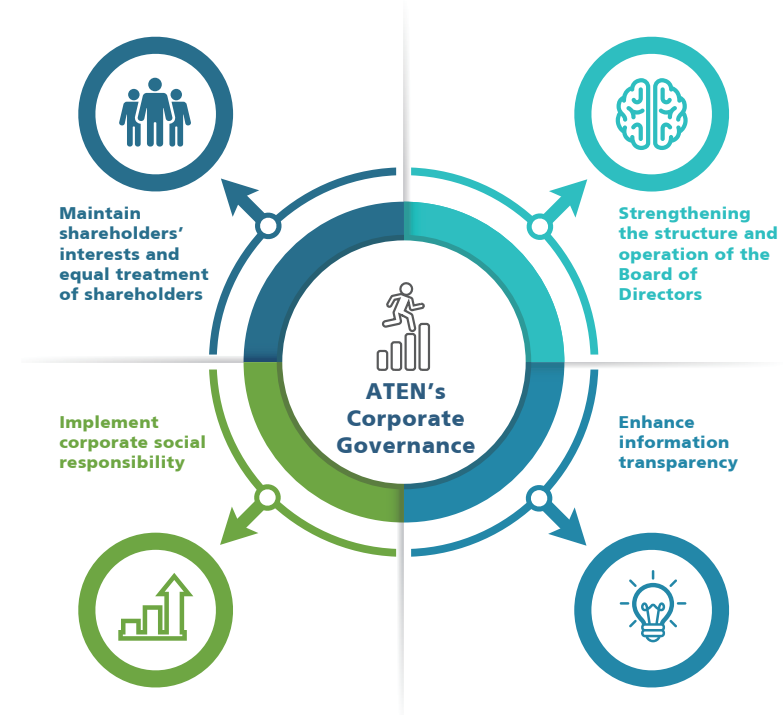 Maintain
shareholders’
interests and
equal treatment
of shareholders
Strengthening
the structure and
operation of the
Board of
Directors
ATEN’s
Corporate
Governance
Implement
corporate social
responsibility
Enhance
information
transparency